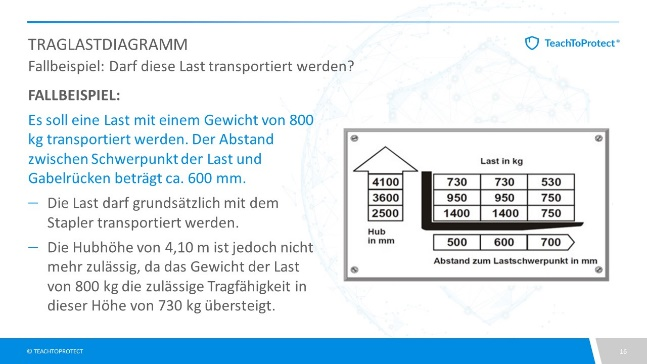 TRAGLASTDIAGRAMM
TeachToProtect®
Fallbeispiel: Darf diese Last transportiert werden?
FALLBEISPIEL:
Es soll eine Last mit einem Gewicht von 800
kg transportiert werden. Der Abstand
zwischen Schwerpunkt der Last und
Gabelrücken beträgt ca. 600 mm.
– Die Last darf grundsätzlich mit dem
Stapler transportiert werden.
– Die Hubhöhe von 4,10 m ist jedoch nicht
mehr zulässig, da das Gewicht der Last
von 800 kg die zulässige Tragfähigkeit in
dieser Höhe von 730 kg übersteigt.
Last in kg
4100 730 730 530
3600 950 950 750
2500 1400 1400 750
Hub
in mm
500 600 700
Abstand zum Lastschwerpunkt in mm
© TEACHTOPROTECT